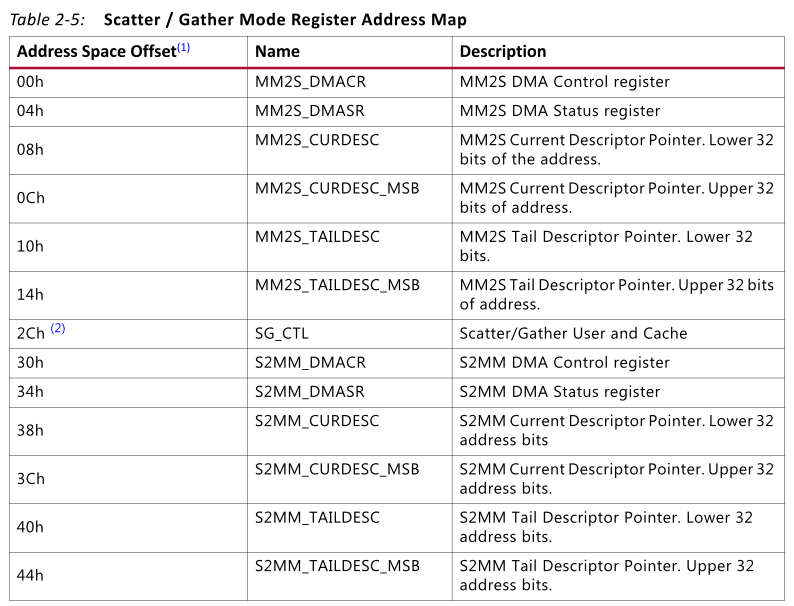 Table 2-5: Scatter / Gather Mode Register Address Map
Address Space Offset(1) Name Description
00h MM2S_DMACR MM2S DMA Control register
04h MM2S_DMASR MM2S DMA Status register
08h MM2S_CURDESC MM2S Current Descriptor Pointer. Lower 32
bits of the address.
0Ch MM2S_CURDESC_MSB MM2S Current Descriptor Pointer. Upper 32
bits of address.
10h MM2S_TAILDESC MM2S Tail Descriptor Pointer. Lower 32
bits.
14h MM2S_TAILDESC_MSB MM2S Tail Descriptor Pointer. Upper 32 bits
of address.
2Ch (2) SG_CTL Scatter/Gather User and Cache
30h S2MM_DMACR S2MM DMA Control register
34h S2MM_DMASR S2MM DMA Status register
38h S2MM_CURDESC S2MM Current Descriptor Pointer. Lower 32
address bits
3Ch S2MM_CURDESC_MSB S2MM Current Descriptor Pointer. Upper 32
address bits.
40h S2MM_TAILDESC S2MM Tail Descriptor Pointer. Lower 32
address bits.
44h S2MM_TAILDESC_MSB S2MM Tail Descriptor Pointer. Upper 32
address bits.